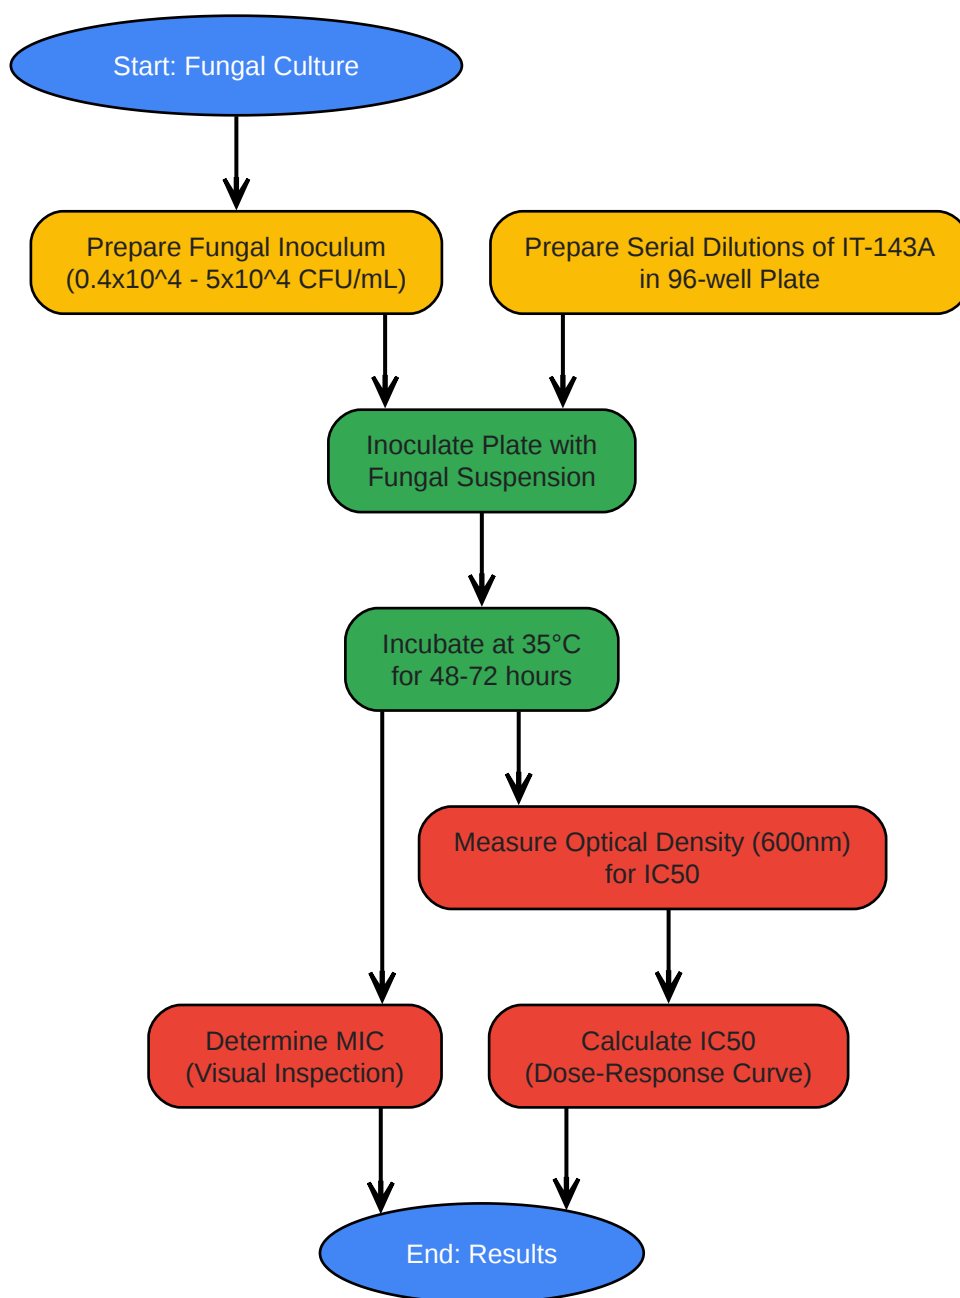 Start: Fungal Culture
Prepare Fungal Inoculum
(0.4x10^4 - 5x10^4 CFU/mL)
Prepare Serial Dilutions of IT-143A
in 96-well Plate
Inoculate Plate with
Fungal Suspension
Incubate at 35°C
for 48-72 hours
Measure Optical Density (600nm)
for IC50
Determine MIC
(Visual Inspection)
Calculate IC50
(Dose-Response Curve)
End: Results